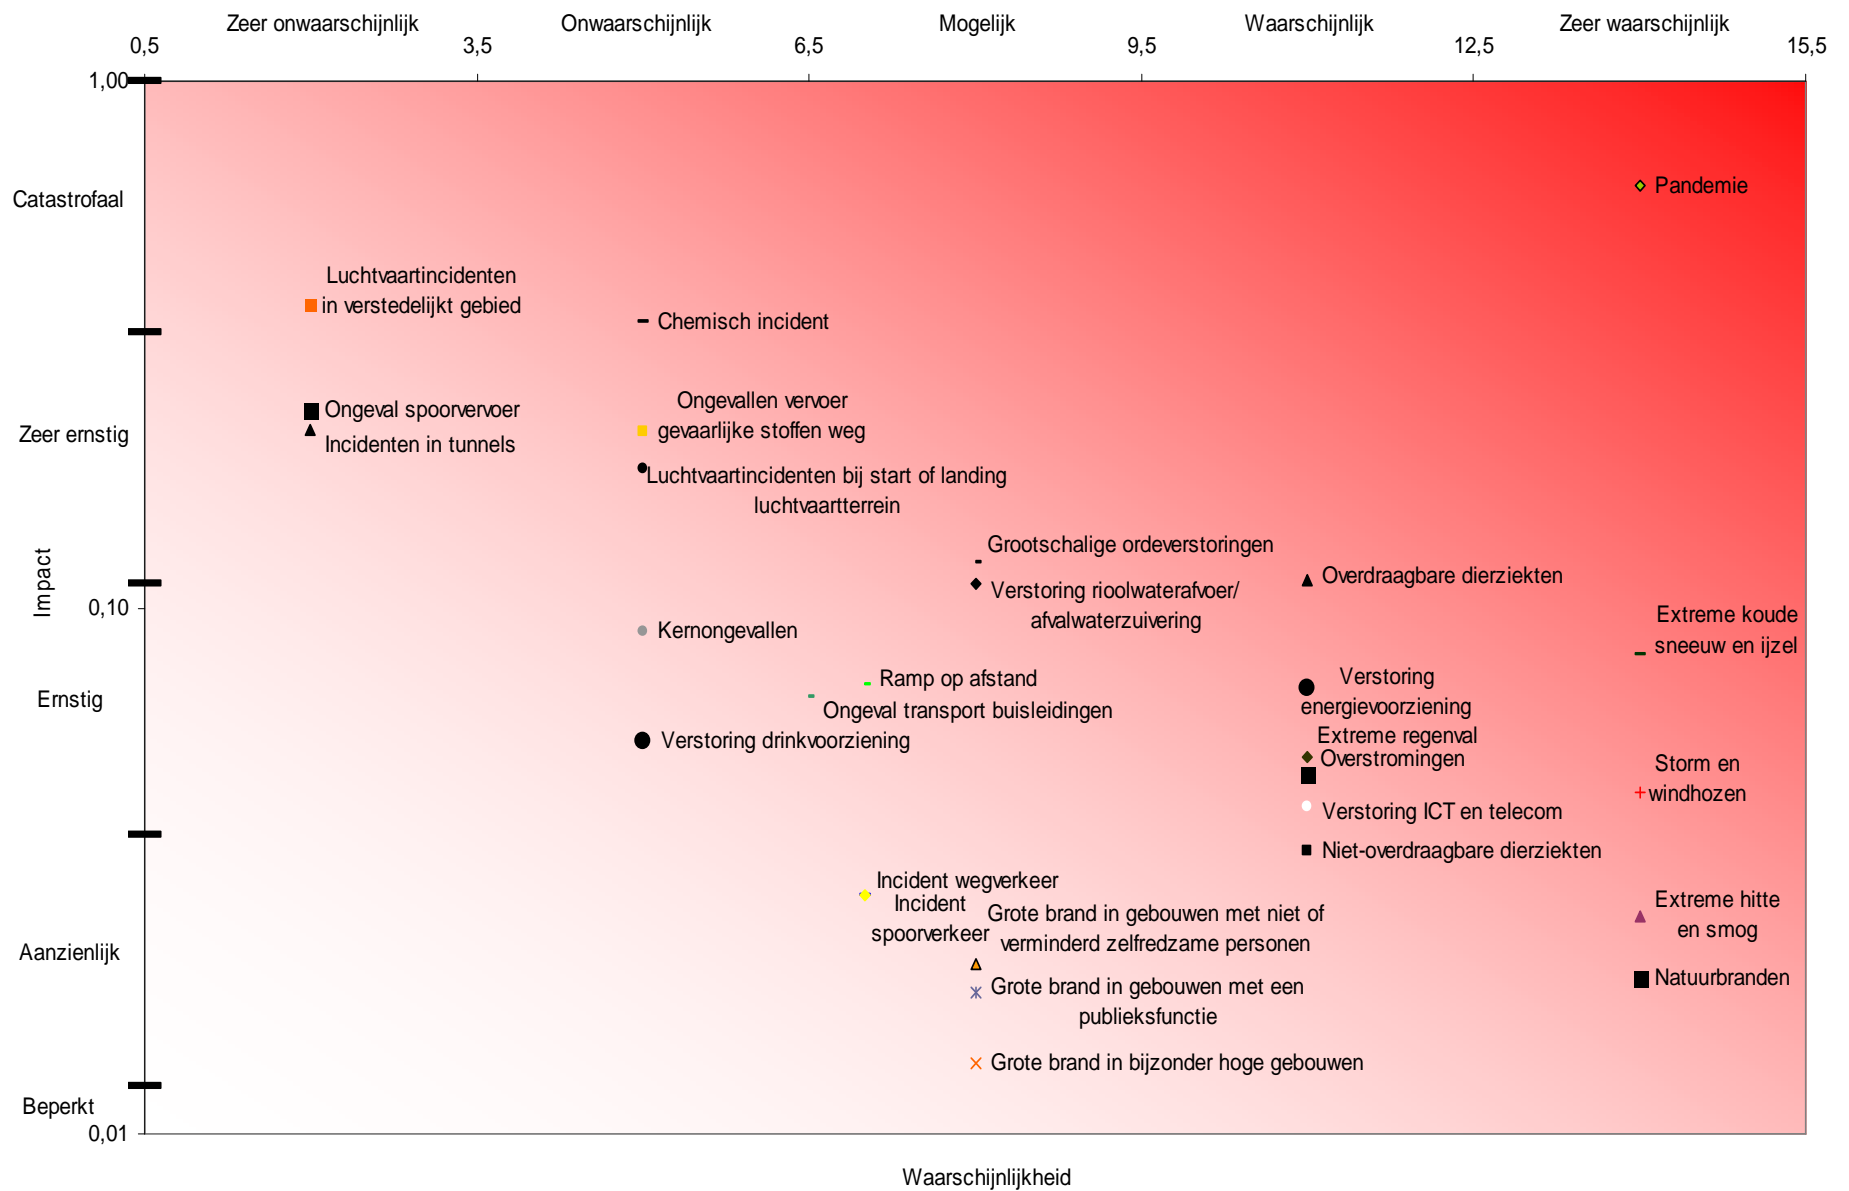 Zeer onwaarschijnlijk Onwaarschijnlijk Mogelijk Waarschijnlijk Zeer waarschijnlijk
0,5 3,5 6,5 9,5 12,5 15,5
1,00
Catastrofaal
Pandemie
Luchtvaartincidenten
in verstedelijkt gebied
Chemisch incident
Ongevallen vervoer
gevaarlijke stoffen weg
Ongeval spoorvervoer
Incidenten in tunnels
Zeer ernstig
Luchtvaartincidenten bij start of landing
luchtvaartterrein
Grootschalige ordeverstoringen
Verstoring rioolwaterafvoer/
afvalwaterzuivering
Overdraagbare dierziekten
Impact
0,10
Extreme koude
sneeuw en ijzel
Kernongevallen
Ramp op afstand
Ongeval transport buisleidingen
Verstoring
energievoorziening
Ernstig
Verstoring drinkvoorziening
Extreme regenval
Overstromingen
Storm en
windhozen
Verstoring ICT en telecom
Niet-overdraagbare dierziekten
Incident wegverkeer
Incident
spoorverkeer
Grote brand in gebouwen met niet of
verminderd zelfredzame personen
Extreme hitte
en smog
Aanzienlijk
Natuurbranden
Grote brand in gebouwen met een
publieksfunctie
Grote brand in bijzonder hoge gebouwen
Beperkt
0,01
Waarschijnlijkheid